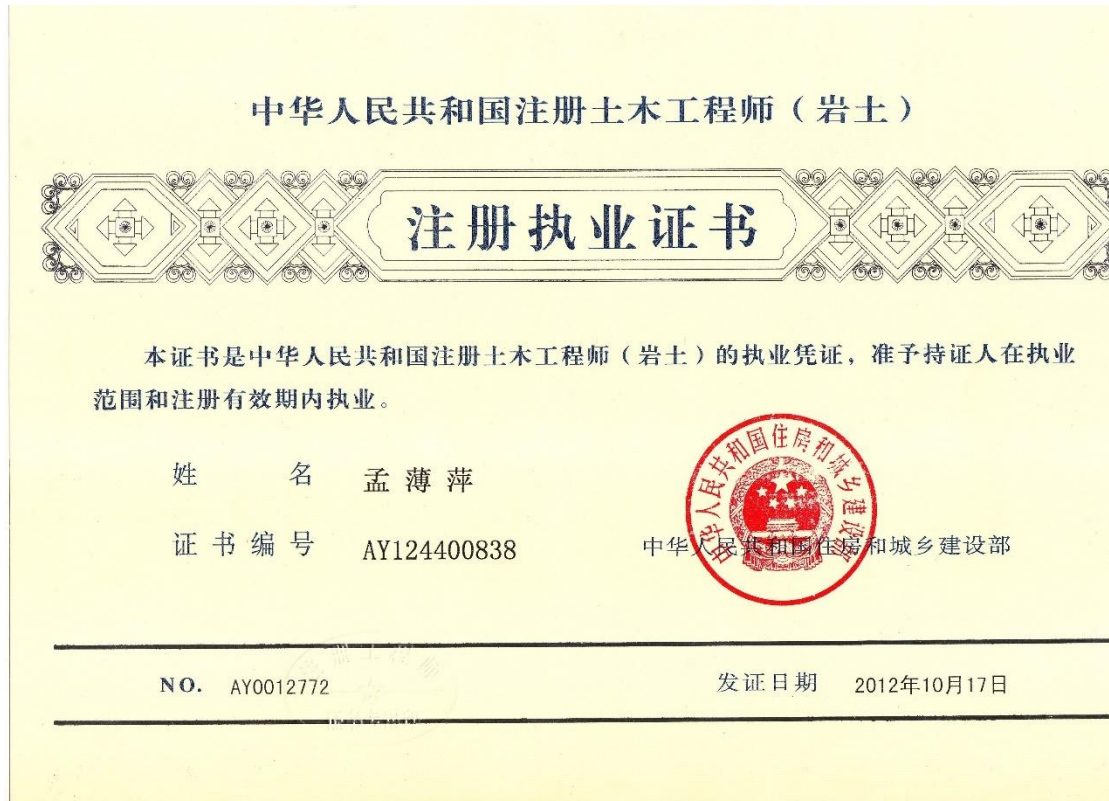 中华人民共和国注册土木工程师（岩土）
注册执业证书
本证书是中华人民共和国注册土木工程师（岩土）的执业凭证，准予持证人在执业
范围和注册有效期内执业。
姓 名 孟薄萍
证书编号 AY124400838
中华人民共和国住房和城乡建设部
中华人民共和国住房和城乡建设部
NO. AY0012772
发证日期 2012年10月17日